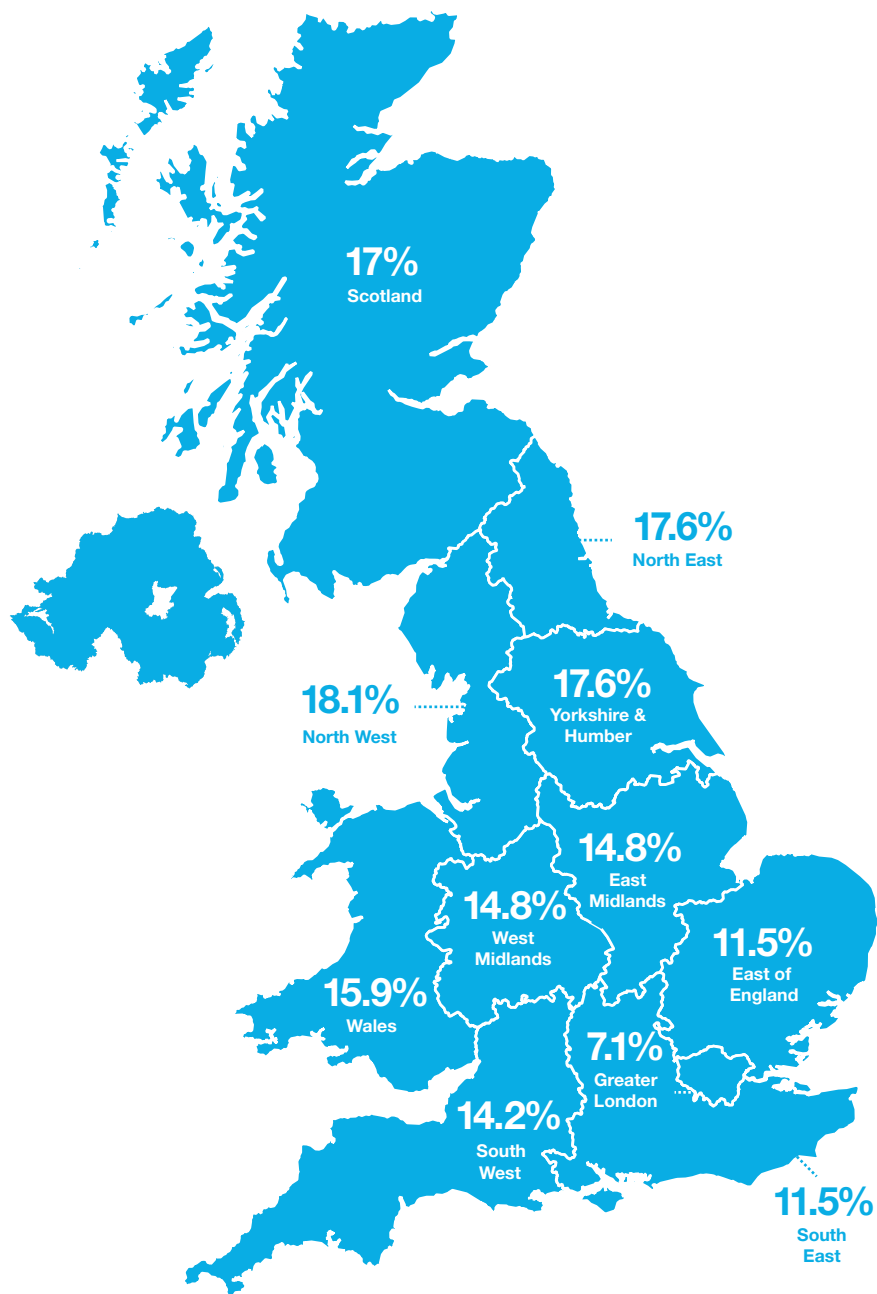 17%
Scotland
17.6%
North East
17.6%
Yorkshire &
Humber
18.1%
North West
14.8%
East
Midlands
14.8%
West
Midlands
11.5%
East of
England
15.9%
Wales
7.1%
Greater
London
14.2%
South
West
11.5%
South
East